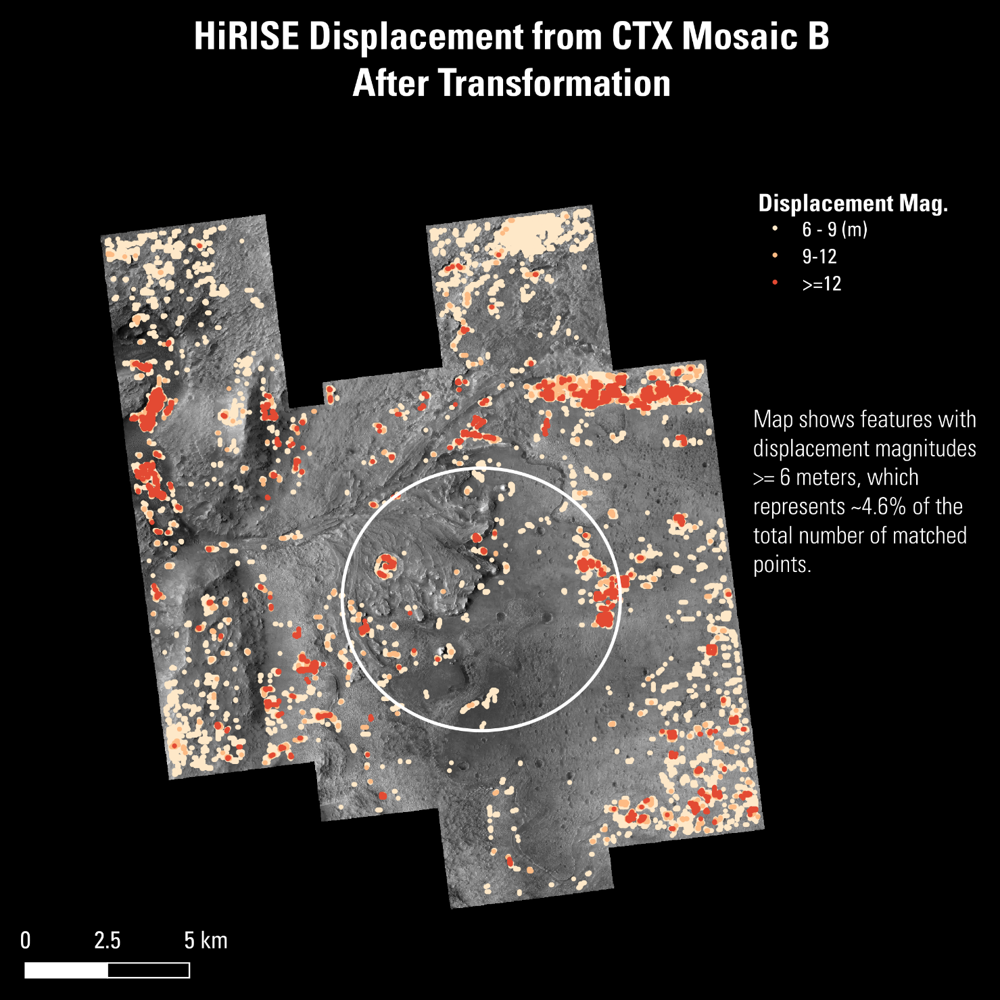 HiRISE Displacement from CTX Mosaic B
After Transformation
Displacement Mag.
6 - 9 (m)
9-12
>=12
Map shows features with
displacement magnitudes
>= 6 meters, which
represents ~4.6% of the
total number of matched
points.
0 2.5 5 km